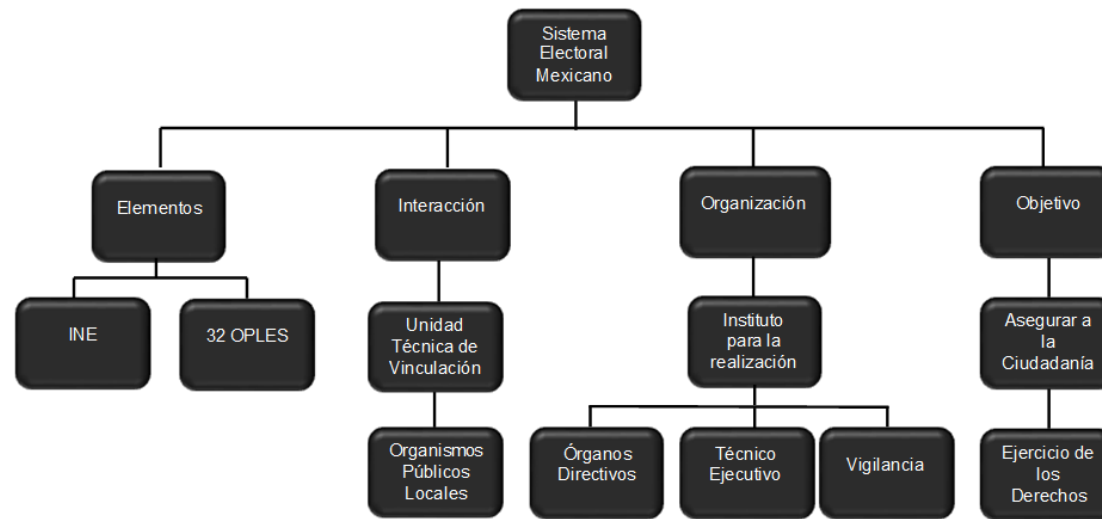 Sistema
Electoral
Mexicano
Elementos
Interacción
Organización
Objetivo
INE
32 OPLES
Unidad
Técnica de
Vinculación
Instituto
para la
realización
Asegurar a
la
Ciudadanía
Organismos
Públicos
Locales
Órganos
Directivos
Técnico
Ejecutivo
Vigilancia
Ejercicio de
los
Derechos